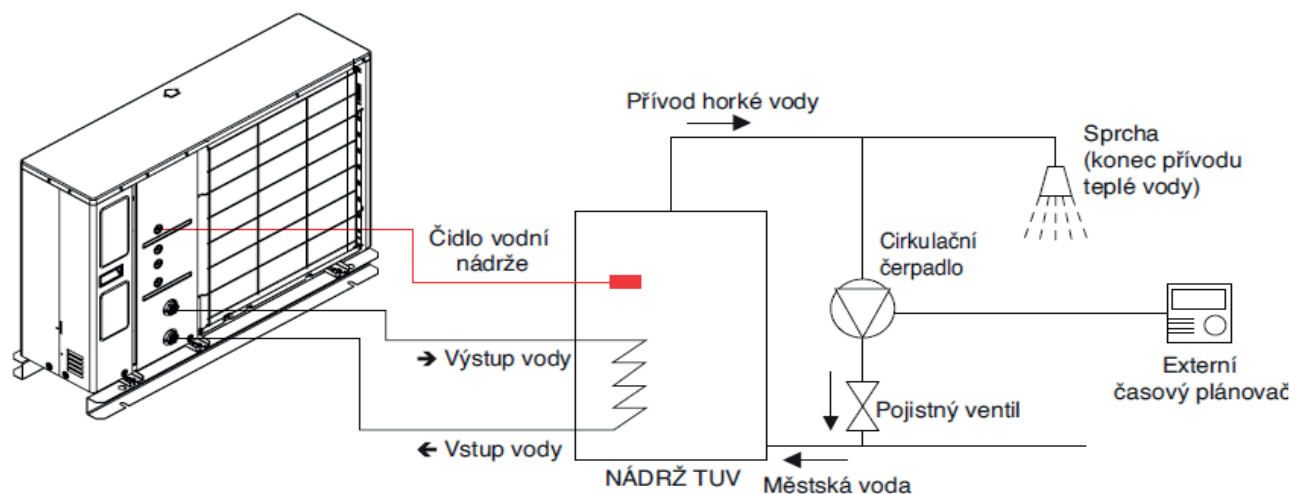 Přívod horké vody
Sprcha
(konec přívodu
teplé vody)
Čidlo vodní
nádrže
Cirkulační
čerpadlo
Výstup vody
Externí
časový plánovač
Pojistný ventil
Vstup vody
NÁDRŽ TUV
Městská voda